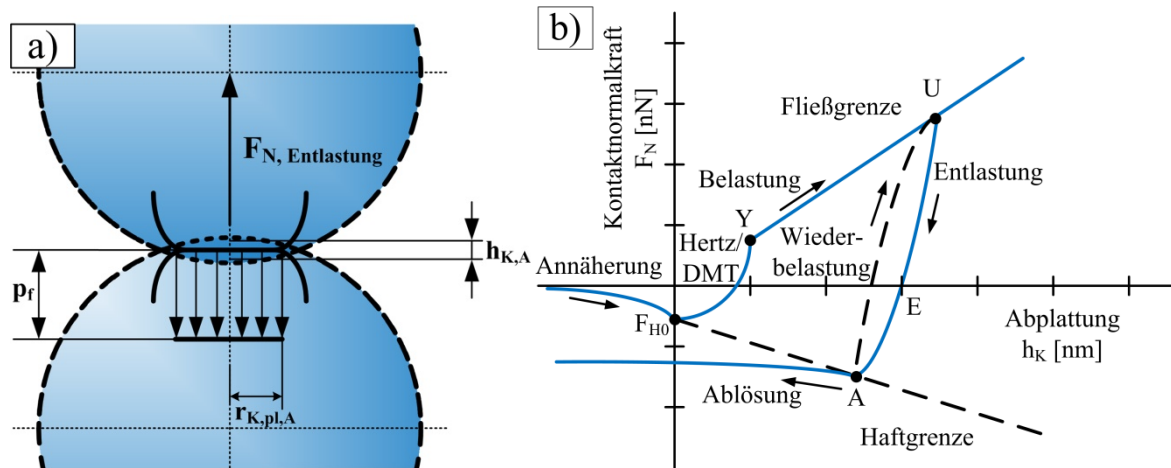 a)
F_N, Entlastung
h_K,A
p_f
r_K,pl,A
b)
Kontaktnormalkraft
F_N [nN]
U
Fließgrenze
Belastung
Entlastung
Y
Hertz/
DMT
Wieder-
belastung
Annäherung
F_H0
E
Abplattung
h_K [nm]
Ablösung
A
Haftgrenze